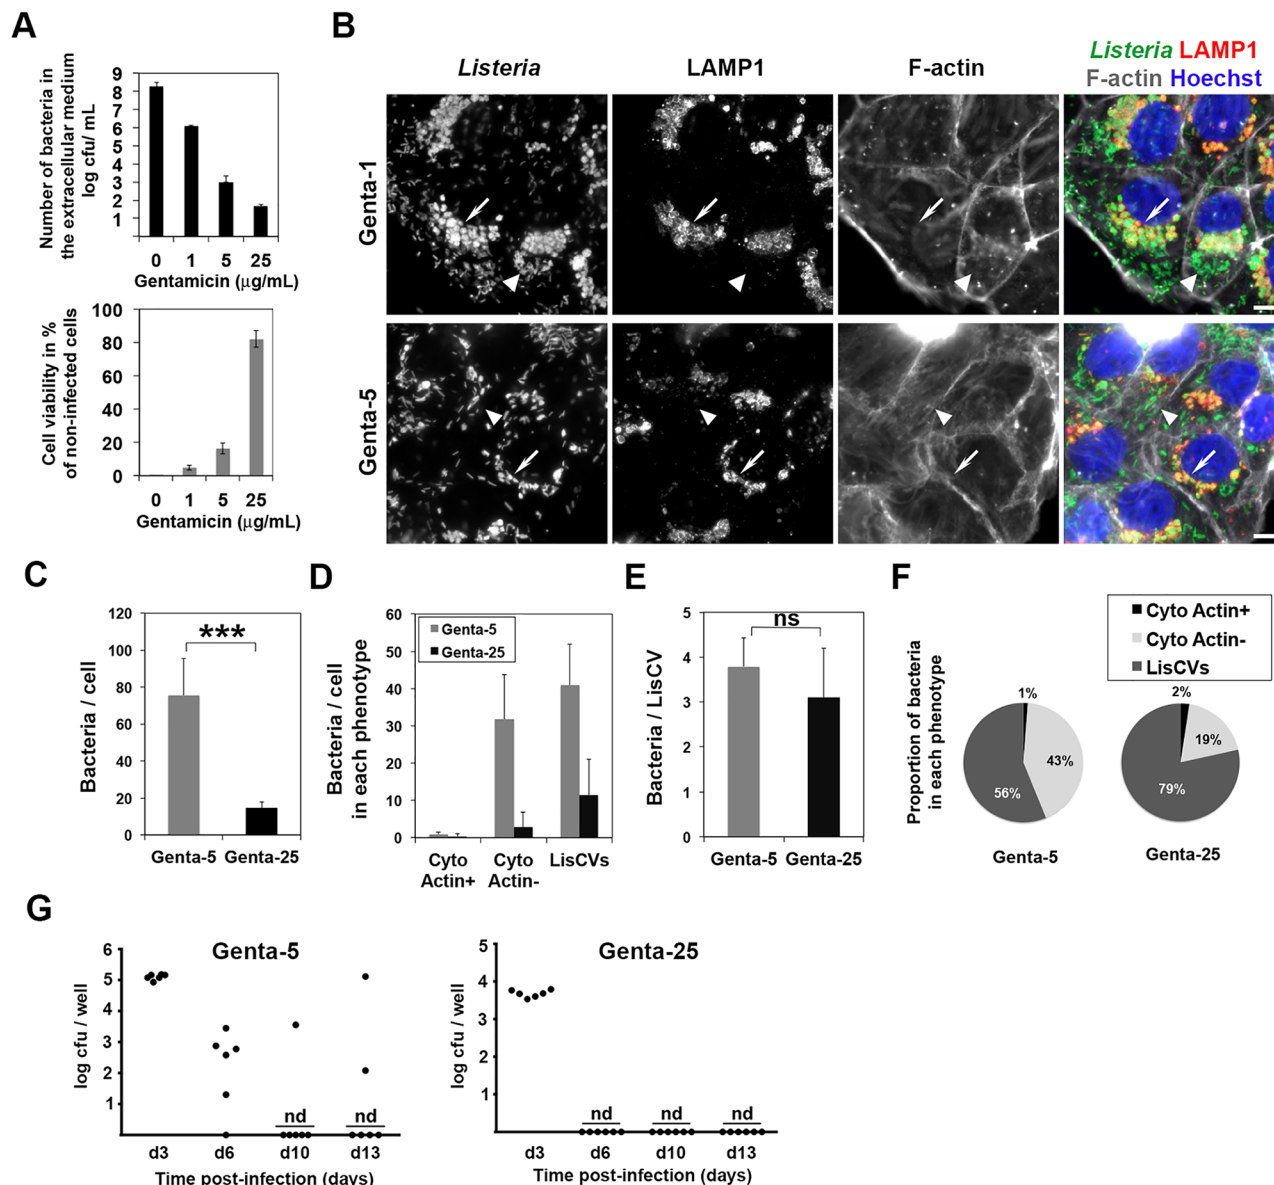 A
Number of bacteria in
the extracellular medium
log cfu/ mL
9
8
7
6
5
4
3
2
1
0 1 5 25
Gentamicin (µg/mL)
Cell viability in %
of non-infected cells
100
80
60
40
20
0
0 1 5 25
Gentamicin (µg/mL)
B
Listeria
LAMP1
F-actin
Listeria LAMP1
F-actin Hoechst
Genta-1
Genta-5
C
Bacteria / cell
120
100
80
60
40
20
0
***
Genta-5 Genta-25
D
Bacteria / cell
in each phenotype
60
50
40
30
20
10
0
Genta-5
Genta-25
Cyto Cyto LisCVs
Actin+ Actin-
E
Bacteria / LisCV
5
4
3
2
1
0
ns
Genta-5 Genta-25
F
Cyto Actin+
Cyto Actin-
LisCVs
Proportion of bacteria
in each phenotype
1%
43%
56%
Genta-5
2%
19%
79%
Genta-25
G
Genta-5
log cfu / well
6
5
4
3
2
1
nd nd
d3 d6 d10 d13
Time post-infection (days)
Genta-25
log cfu / well
5
4
3
2
1
nd nd nd
d3 d6 d10 d13
Time post-infection (days)